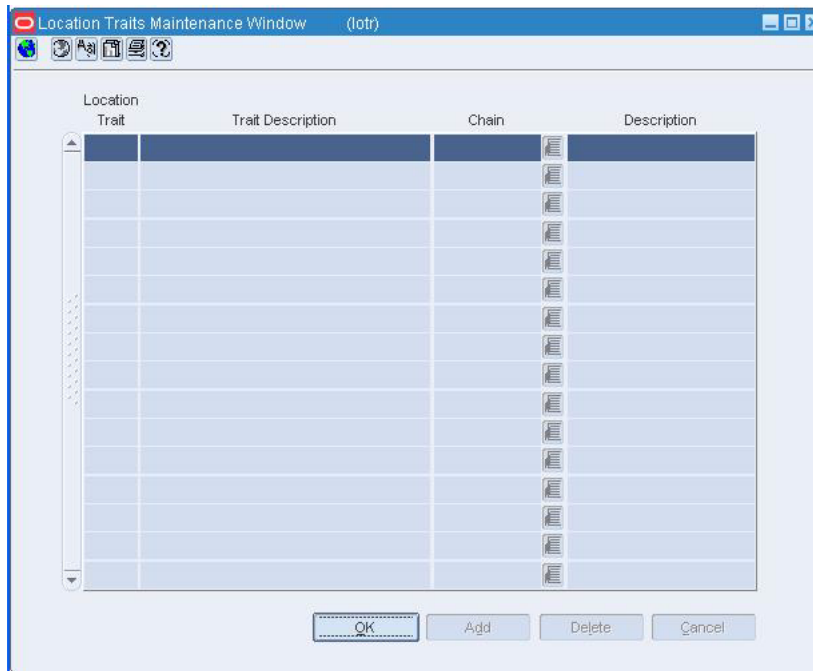 Location Traits Maintenance Window (lotr)
Location
Trait Trait Description Chain Description
OK Add Delete Cancel